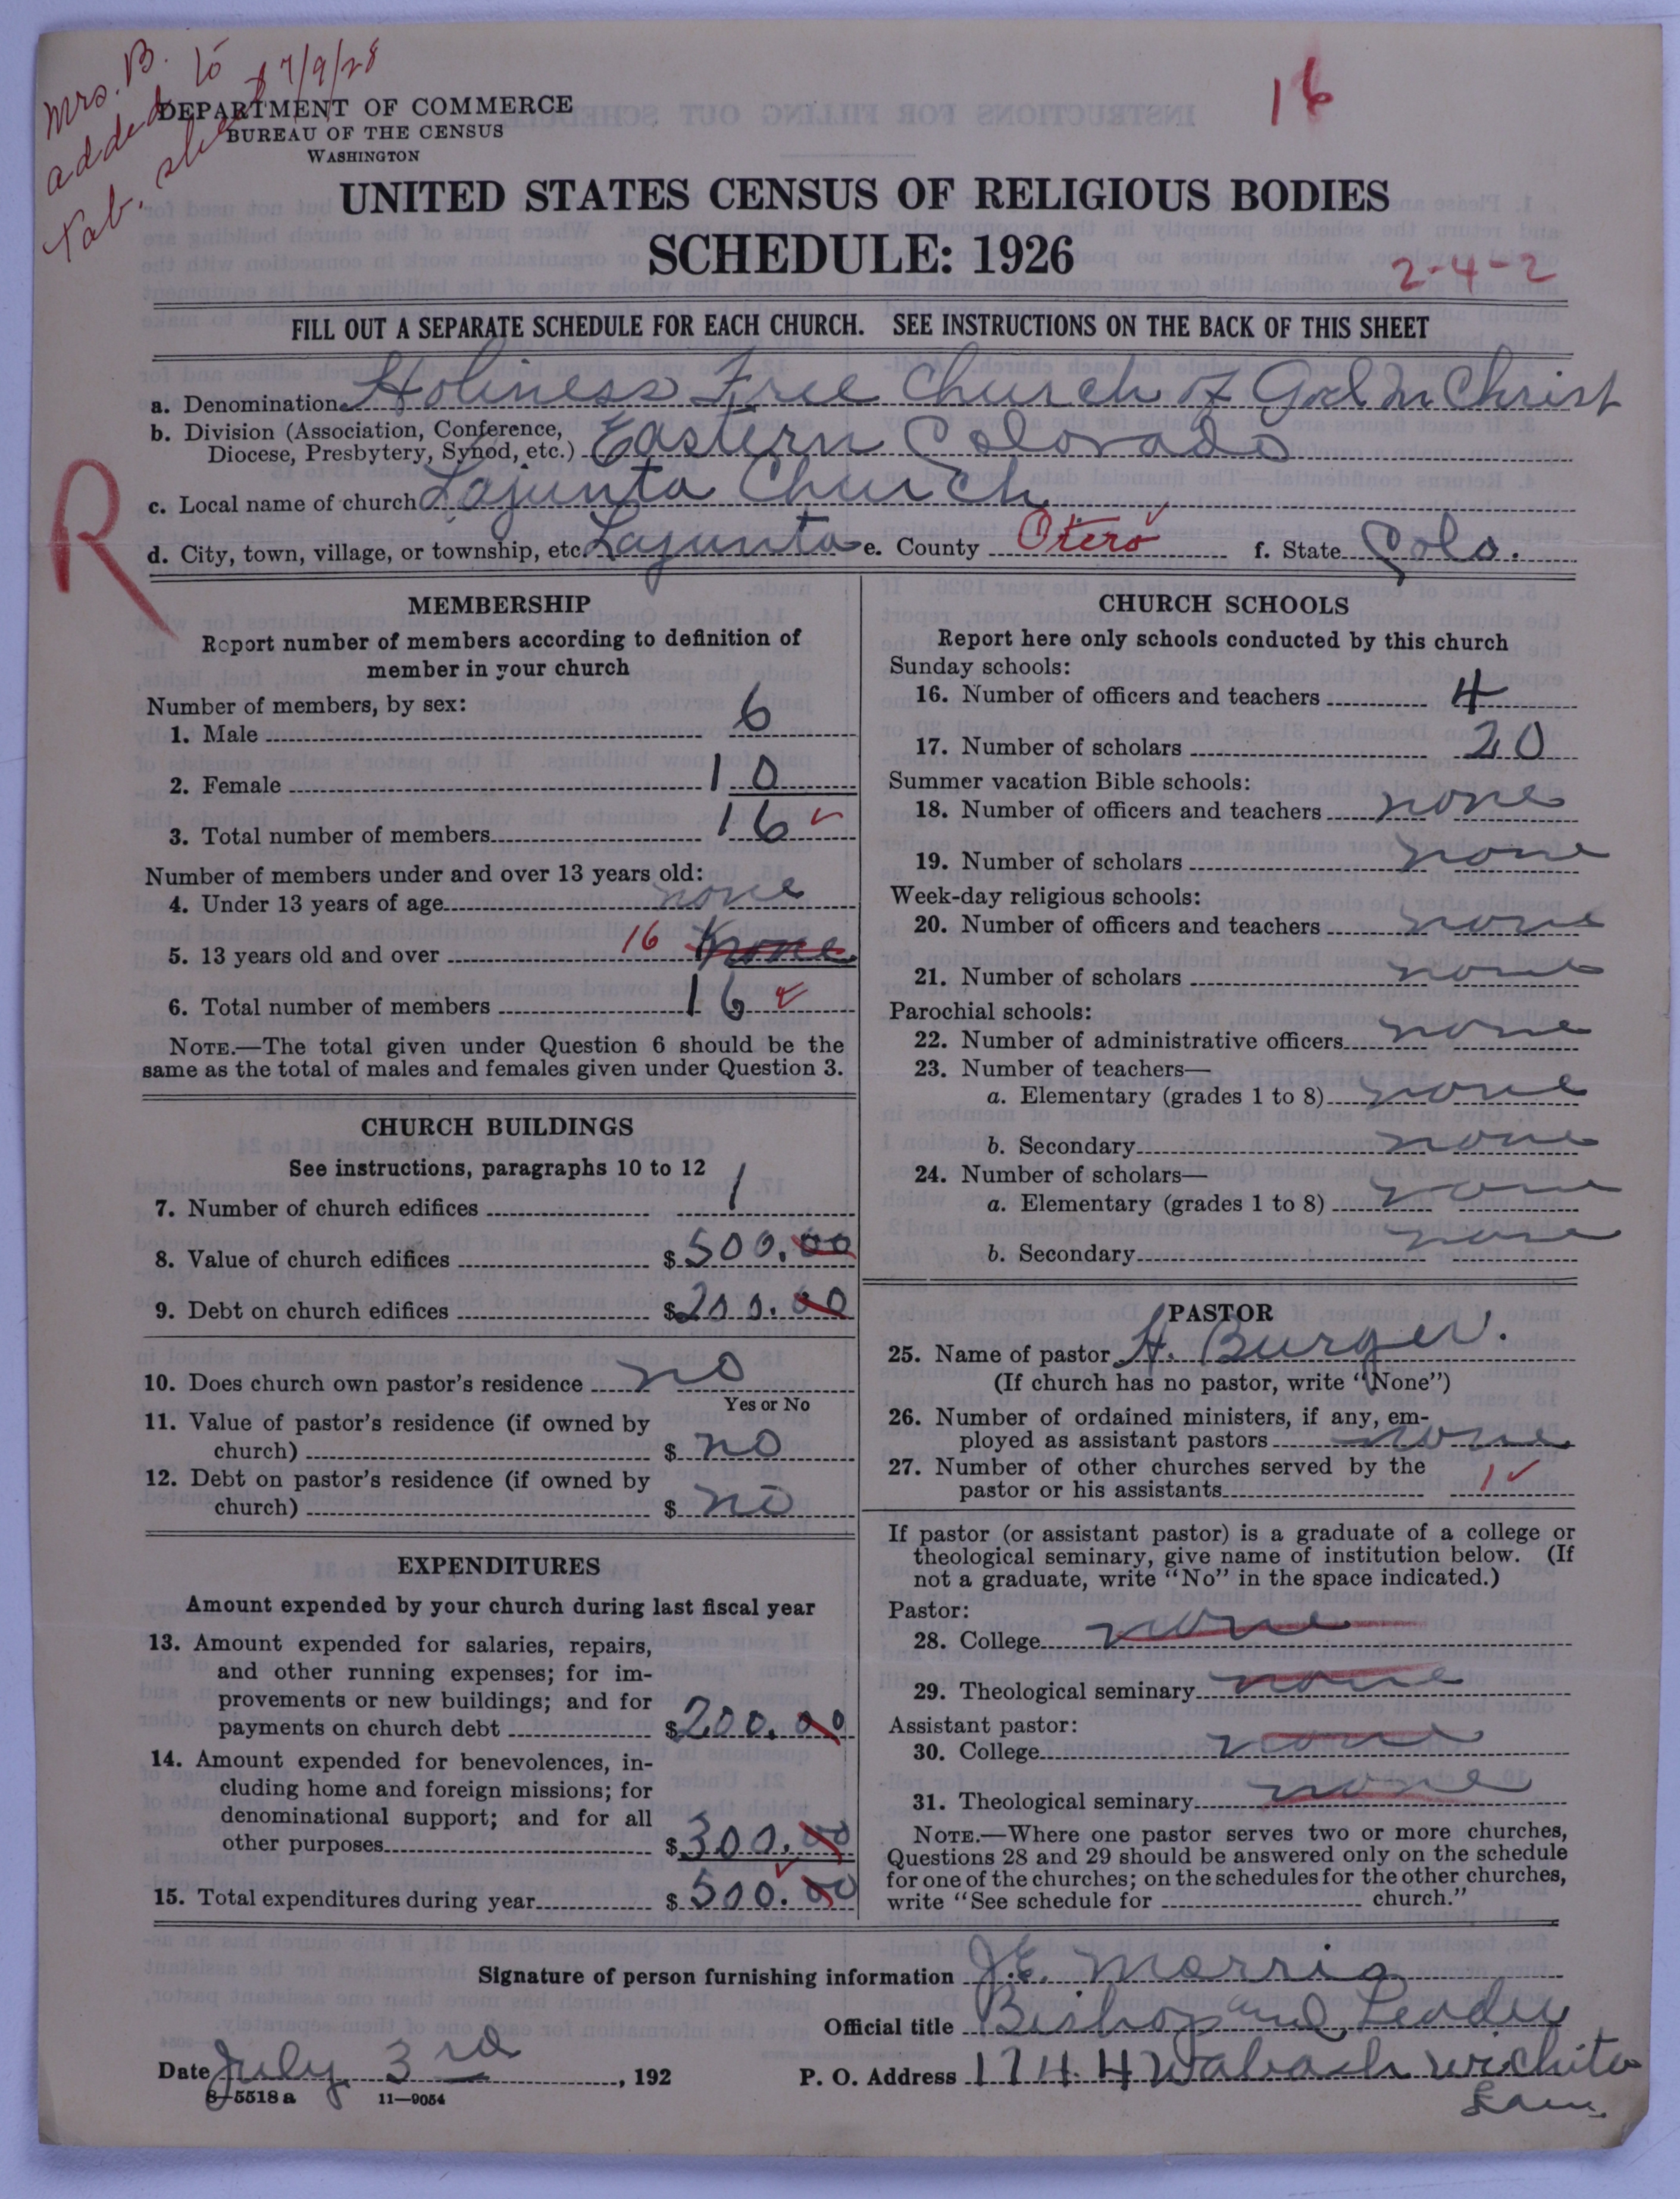 Mrs. B.
added to
Tab. sheet 7/9/28
16
DEPARTMENT OF COMMERCE
BUREAU OF THE CENSUS
WASHINGTON
UNITED STATES CENSUS OF RELIGIOUS BODIES
SCHEDULE: 1926
2-4-2
FILL OUT A SEPARATE SCHEDULE FOR EACH CHURCH. SEE INSTRUCTIONS ON THE BACK OF THIS SHEET
R
a. Denomination Holiness Free Church of God In Christ
b. Division (Association, Conference,
Diocese, Presbytery, Synod, etc.) Eastern Colorado
c. Local name of church Lajunta Church
d. City, town, village, or township, etc. Lajunta e. County Otero ✓ f. State Colo.
MEMBERSHIP
Report number of members according to definition of
member in your church
Number of members, by sex:
1. Male 6
2. Female 10
3. Total number of members 16 ✓
Number of members under and over 13 years old:
4. Under 13 years of age none
5. 13 years old and over 16 none
6. Total number of members 16 ✓
NOTE.—The total given under Question 6 should be the
same as the total of males and females given under Question 3.
CHURCH BUILDINGS
See instructions, paragraphs 10 to 12
7. Number of church edifices 1
8. Value of church edifices $ 500.00
9. Debt on church edifices $ 200.00
10. Does church own pastor's residence no
Yes or No
11. Value of pastor's residence (if owned by
church) $ no
12. Debt on pastor's residence (if owned by
church) $ no
EXPENDITURES
Amount expended by your church during last fiscal year
13. Amount expended for salaries, repairs,
and other running expenses; for im-
provements or new buildings; and for
payments on church debt $ 200.00
14. Amount expended for benevolences, in-
cluding home and foreign missions; for
denominational support; and for all
other purposes $ 300.00
15. Total expenditures during year $ 500.00 ✓
CHURCH SCHOOLS
Report here only schools conducted by this church
Sunday schools:
16. Number of officers and teachers 4
17. Number of scholars 20
Summer vacation Bible schools:
18. Number of officers and teachers none
19. Number of scholars none
Week-day religious schools:
20. Number of officers and teachers none
21. Number of scholars none
Parochial schools:
22. Number of administrative officers none
23. Number of teachers—
a. Elementary (grades 1 to 8) none
b. Secondary none
24. Number of scholars—
a. Elementary (grades 1 to 8) none
b. Secondary none
PASTOR
25. Name of pastor A. Burger.
(If church has no pastor, write "None")
26. Number of ordained ministers, if any, em-
ployed as assistant pastors none
27. Number of other churches served by the
pastor or his assistants 1 ✓
If pastor (or assistant pastor) is a graduate of a college or
theological seminary, give name of institution below. (If
not a graduate, write "No" in the space indicated.)
Pastor:
28. College none
29. Theological seminary none
Assistant pastor:
30. College none
31. Theological seminary none
NOTE.—Where one pastor serves two or more churches,
Questions 28 and 29 should be answered only on the schedule
for one of the churches; on the schedules for the other churches,
write "See schedule for church."
Signature of person furnishing information J.E. Morris
Official title Bishop and Leader
Date July 3rd, 192
P. O. Address 1744 Wabash Wichita
Kan.
8—5518 a 11—9054